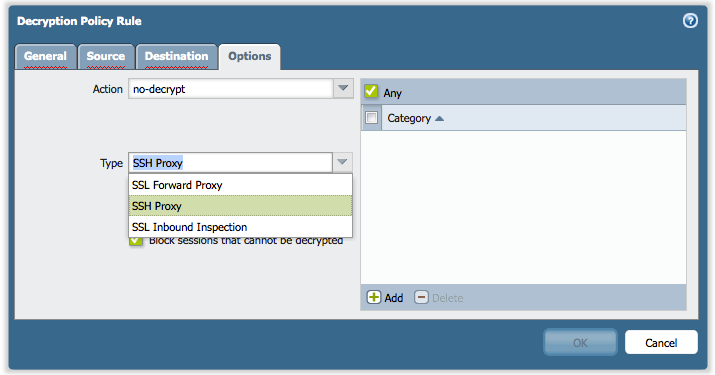 Decryption Policy Rule
General Source Destination Options
Action no-decrypt
Any
Category
Type SSH Proxy
SSL Forward Proxy
SSH Proxy
SSL Inbound Inspection
Block sessions that cannot be decrypted
Add Delete
OK Cancel